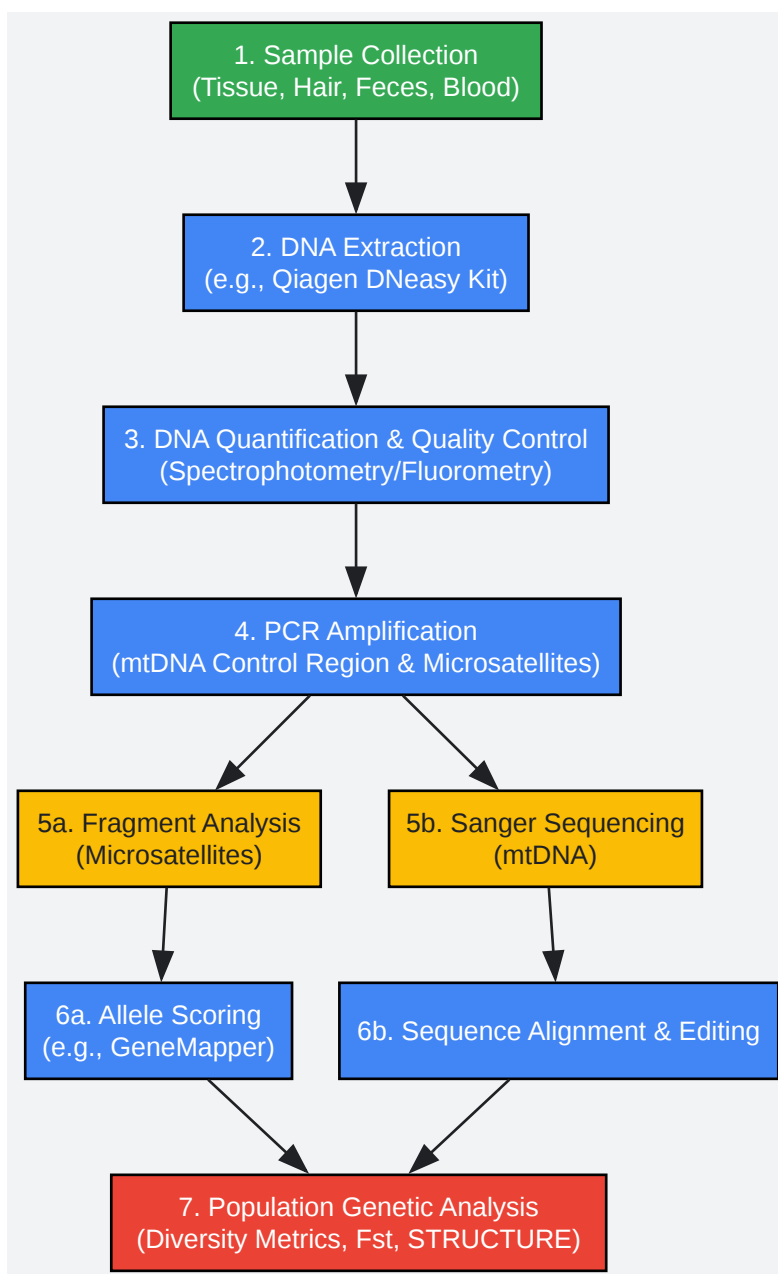 1. Sample Collection
(Tissue, Hair, Feces, Blood)
2. DNA Extraction
(e.g., Qiagen DNeasy Kit)
3. DNA Quantification & Quality Control
(Spectrophotometry/Fluorometry)
4. PCR Amplification
(mtDNA Control Region & Microsatellites)
5a. Fragment Analysis
(Microsatellites)
5b. Sanger Sequencing
(mtDNA)
6a. Allele Scoring
(e.g., GeneMapper)
6b. Sequence Alignment & Editing
7. Population Genetic Analysis
(Diversity Metrics, Fst, STRUCTURE)